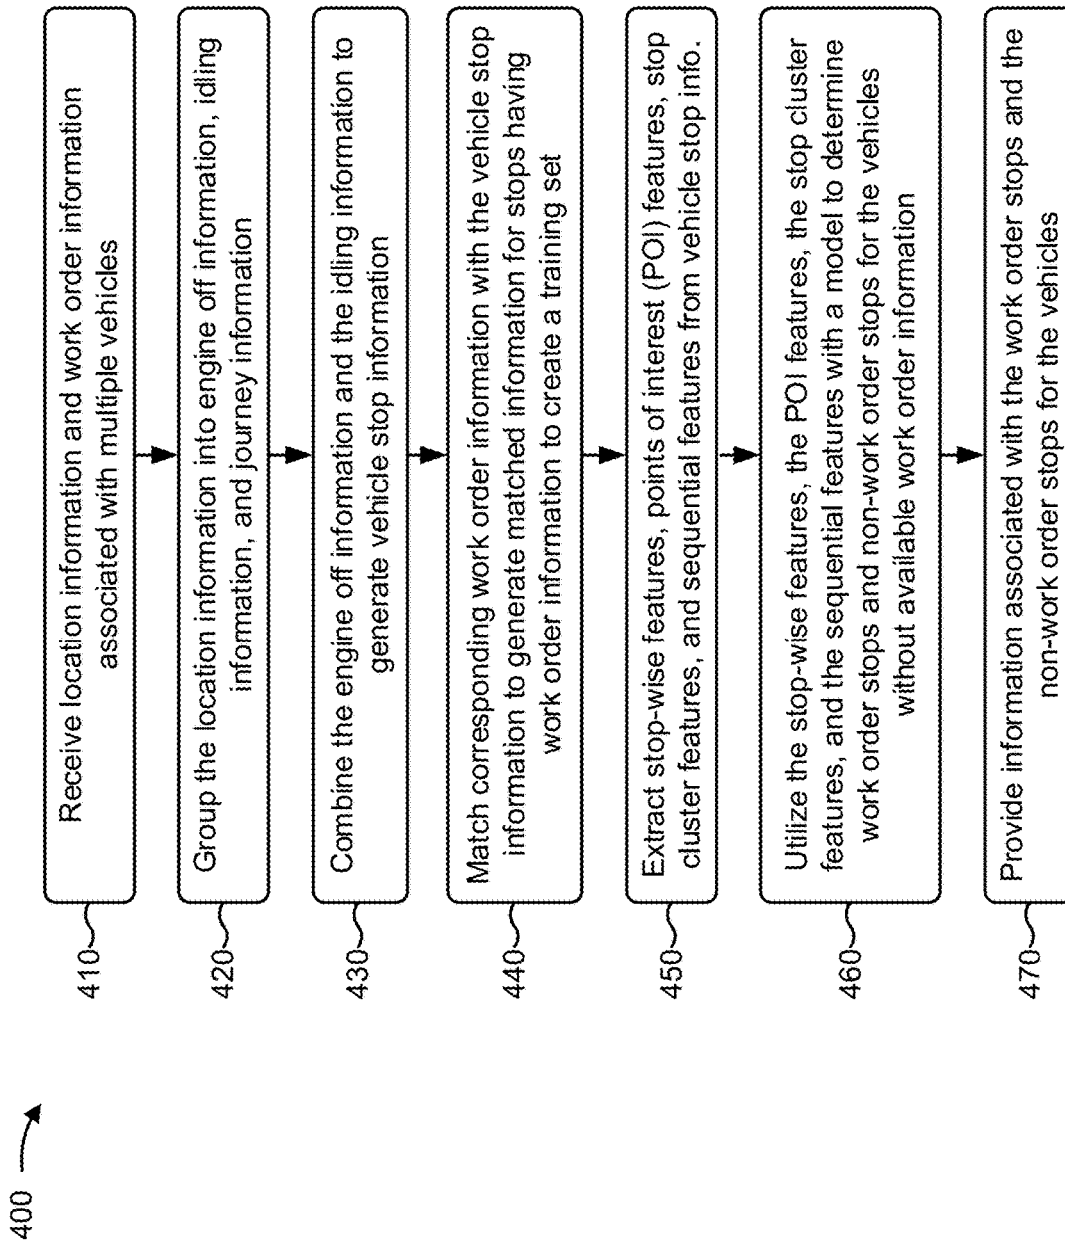 400
410
Receive location information and work order information
associated with multiple vehicles
420
Group the location information into engine off information, idling
information, and journey information
430
Combine the engine off information and the idling information to
generate vehicle stop information
440
Match corresponding work order information with the vehicle stop
information to generate matched information for stops having
work order information to create a training set
450
Extract stop-wise features, points of interest (POI) features, stop
cluster features, and sequential features from vehicle stop info.
460
Utilize the stop-wise features, the POI features, the stop cluster
features, and the sequential features with a model to determine
work order stops and non-work order stops for the vehicles
without available work order information
470
Provide information associated with the work order stops and the
non-work order stops for the vehicles